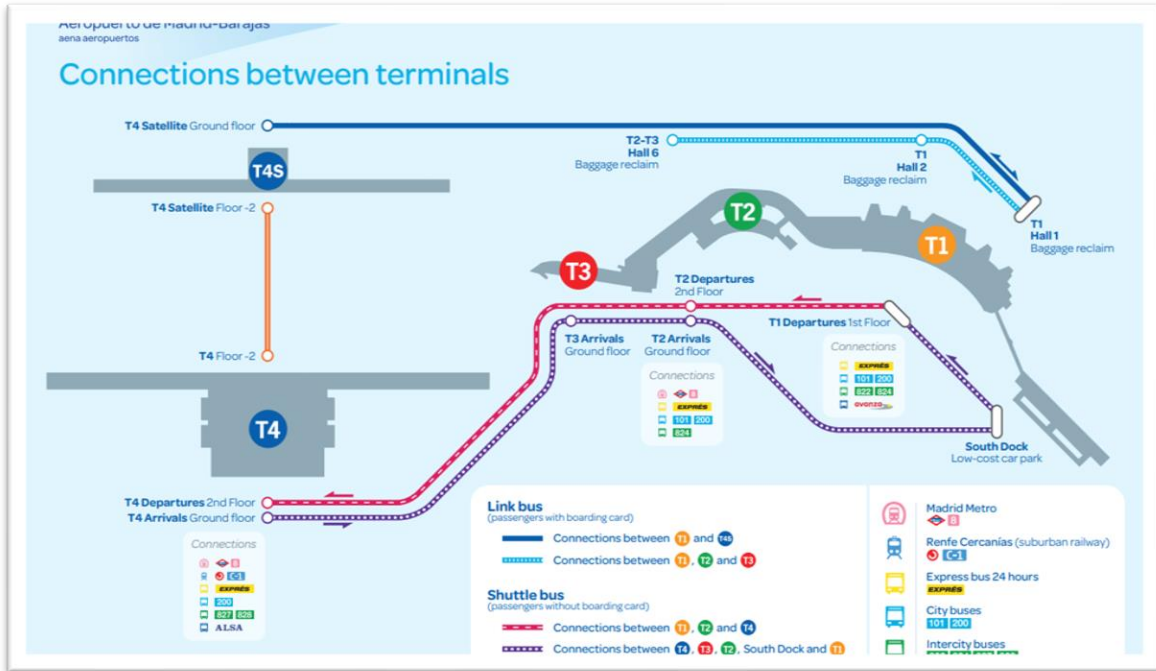 Aeropuerto de Madrid-Barajas
aena aeropuertos
Connections between terminals
T4 Satellite Ground floor
T2-T3
Hall 6
Baggage reclaim
T1
Hall 2
Baggage reclaim
T4S
T4 Satellite Floor -2
T2
T1
T1
Hall 1
Baggage reclaim
T3
T2 Departures
2nd Floor
T1 Departures 1st Floor
T3 Arrivals
Ground floor
T2 Arrivals
Ground floor
T4 Floor -2
Connections
EXPRÉS
101 200
822 824
avanza
Connections
8
EXPRÉS
101 200
824
T4
South Dock
Low-cost car park
T4 Departures 2nd Floor
T4 Arrivals Ground floor
Connections
8
C-1
EXPRÉS
200
827 828
ALSA
Link bus
(passengers with boarding card)
Connections between T1 and T4S
Connections between T1, T2 and T3
Shuttle bus
(passengers without boarding card)
Connections between T1, T2 and T4
Connections between T4, T3, T2, South Dock and T1
Madrid Metro
8
Renfe Cercanías (suburban railway)
C-1
Express bus 24 hours
EXPRÉS
City buses
101 200
Intercity buses